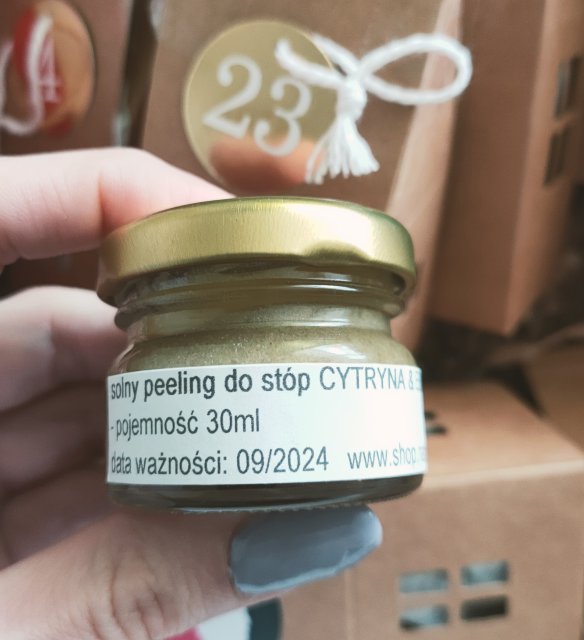 23
solny peeling do stóp CYTRYNA &
- pojemność 30ml
data ważności: 09/2024 www.shop.